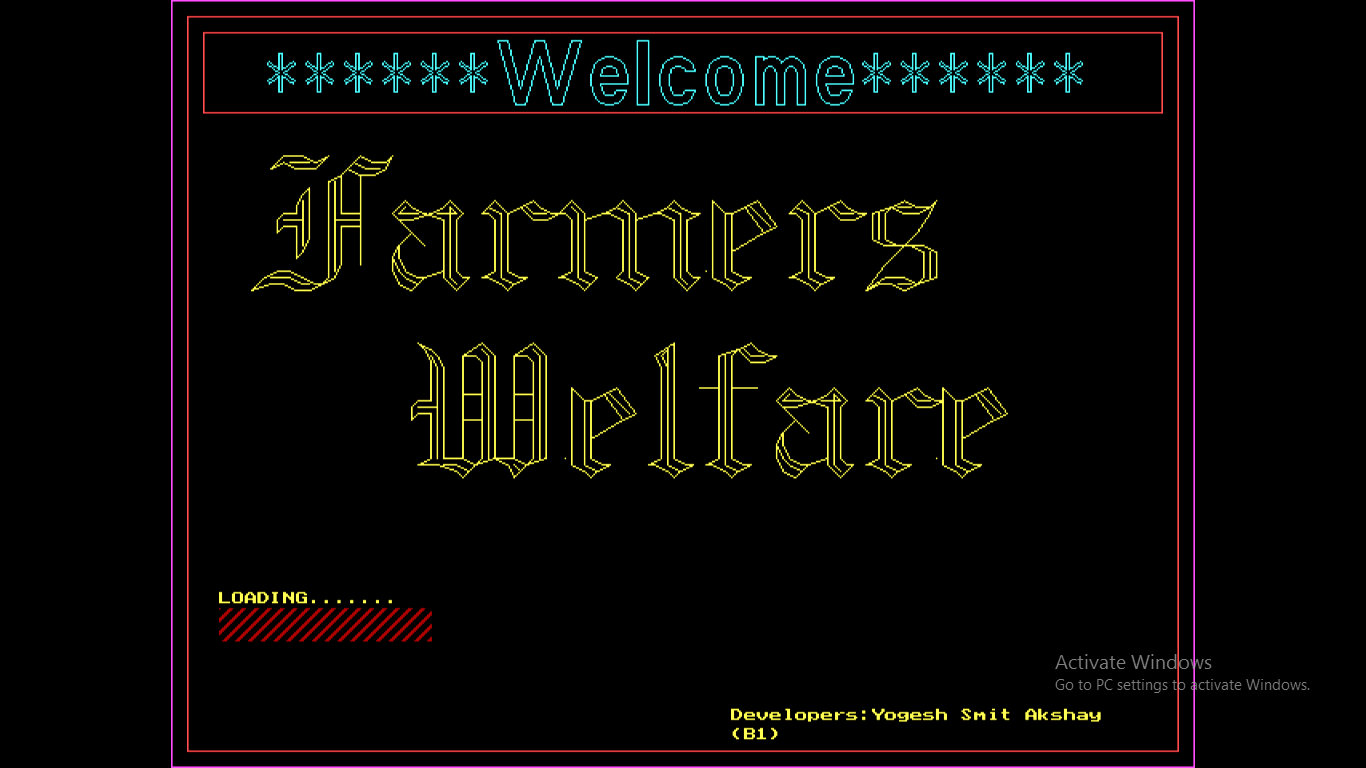 ******Welcome******
Farmers
Welfare
LOADING.......
Activate Windows
Go to PC settings to activate Windows.
Developers:Yogesh Smit Akshay
(B1)